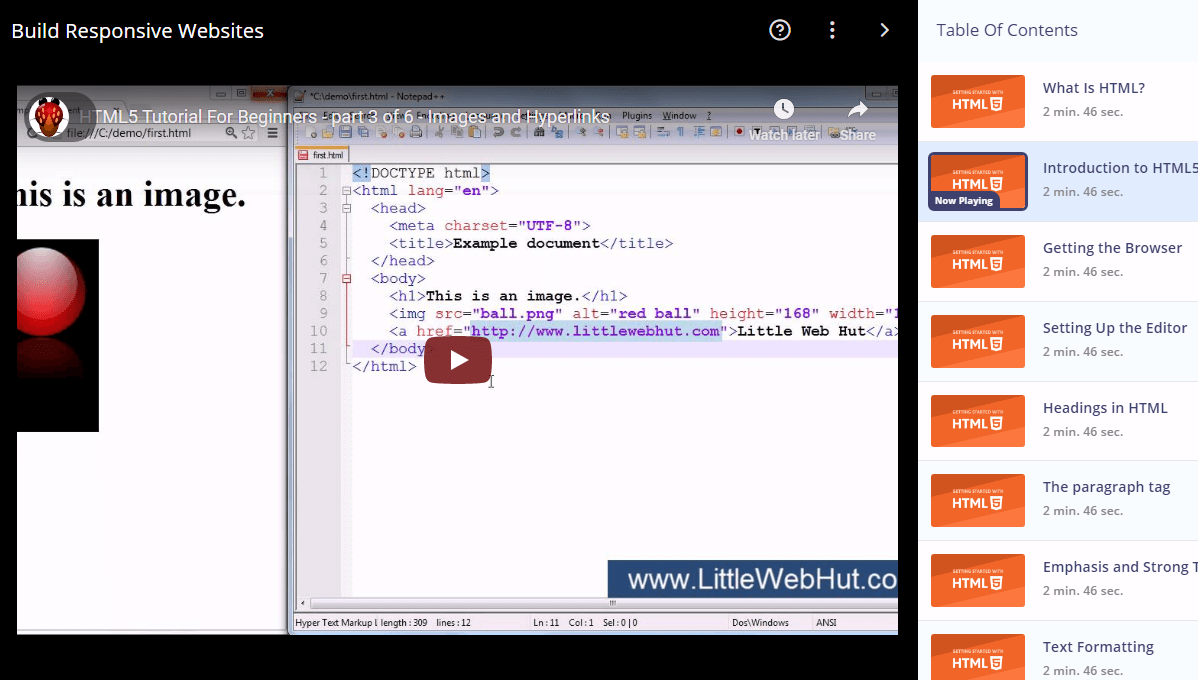 Build Responsive Websites
HTML5 Tutorial For Beginners - part 3 of 6 - Images and Hyperlinks
Watch later
Share
file:///C:/demo/first.html
his is an image.
*C:\demo\first.html - Notepad++
Plugins Window ?
first.html
1 <!DOCTYPE html>
2 <html lang="en">
3 <head>
4 <meta charset="UTF-8">
5 <title>Example document</title>
6 </head>
7 <body>
8 <h1>This is an image.</h1>
9 <img src="ball.png" alt="red ball" height="168" width="1
10 <a href="http://www.littlewebhut.com">Little Web Hut</a>
11 </body
12 </html>
www.LittleWebHut.co
Hyper Text Markup l length : 309 lines : 12 Ln : 11 Col : 1 Sel : 0 | 0 Dos\Windows ANSI
Table Of Contents
GETTING STARTED WITH
HTML5
What Is HTML?
2 min. 46 sec.
GETTING STARTED WITH
HTML5
Now Playing
Introduction to HTML5
2 min. 46 sec.
GETTING STARTED WITH
HTML5
Getting the Browser
2 min. 46 sec.
GETTING STARTED WITH
HTML5
Setting Up the Editor
2 min. 46 sec.
GETTING STARTED WITH
HTML5
Headings in HTML
2 min. 46 sec.
GETTING STARTED WITH
HTML5
The paragraph tag
2 min. 46 sec.
GETTING STARTED WITH
HTML5
Emphasis and Strong T
2 min. 46 sec.
GETTING STARTED WITH
HTML5
Text Formatting
2 min. 46 sec.